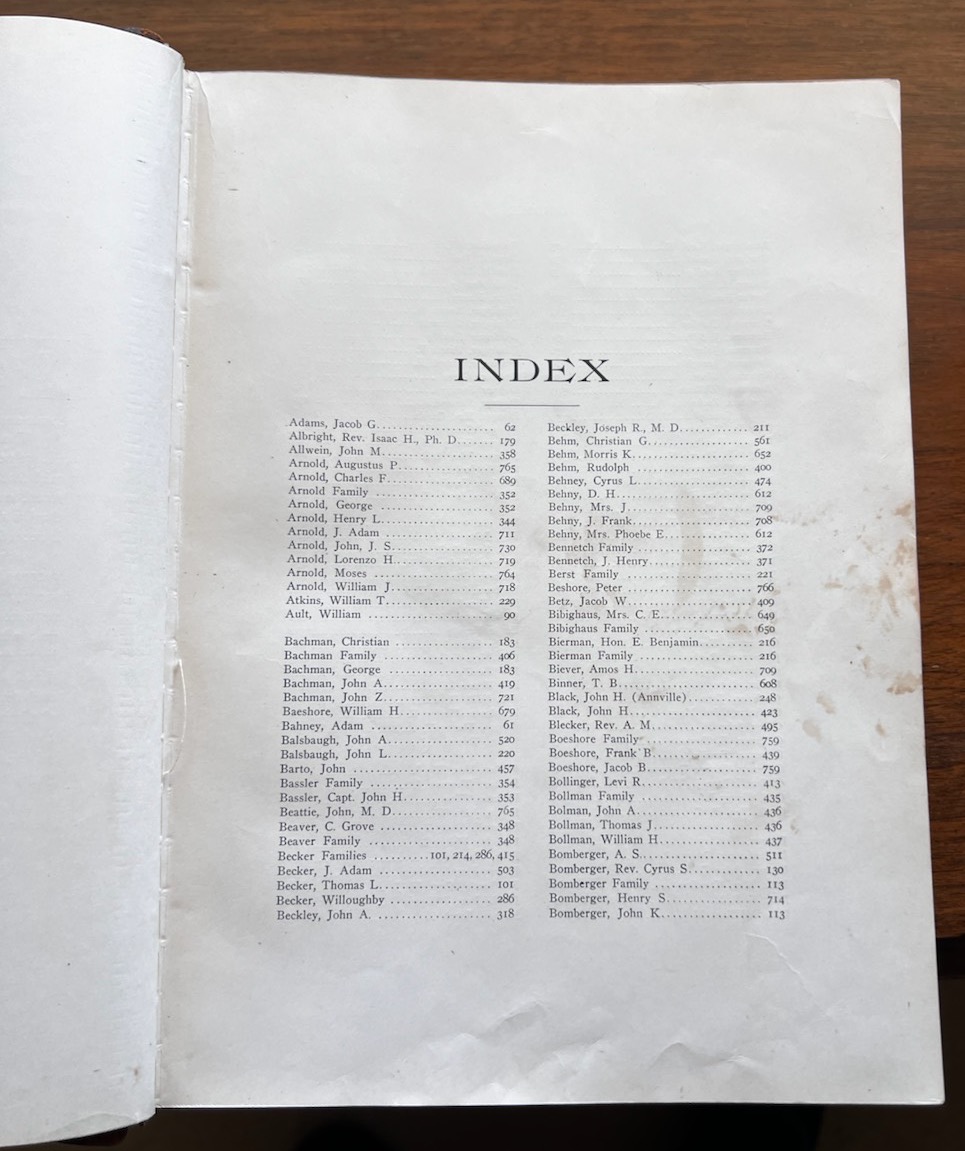 INDEX
Adams, Jacob G. 62
Albright, Rev. Isaac H., Ph. D. 179
Allwein, John M. 358
Arnold, Augustus P. 765
Arnold, Charles F. 689
Arnold Family 352
Arnold, George 352
Arnold, Henry L. 344
Arnold, J. Adam 711
Arnold, John, J. S. 730
Arnold, Lorenzo H. 719
Arnold, Moses 764
Arnold, William J. 718
Atkins, William T. 229
Ault, William 90
Bachman, Christian 183
Bachman Family 406
Bachman, George 183
Bachman, John A. 419
Bachman, John Z. 721
Baeshore, William H. 679
Bahney, Adam 61
Balsbaugh, John A. 520
Balsbaugh, John L. 220
Barto, John 457
Bassler Family 354
Bassler, Capt. John H. 353
Beattie, John, M. D. 765
Beaver, C. Grove 348
Beaver Family 348
Becker Families 101, 214, 286, 415
Becker, J. Adam 503
Becker, Thomas L. 101
Becker, Willoughby 286
Beckley, John A. 318
Beckley, Joseph R., M. D. 211
Behm, Christian G. 561
Behm, Morris K. 652
Behm, Rudolph 400
Behney, Cyrus L. 474
Behny, D. H. 612
Behny, Mrs. J. 709
Behny, J. Frank 708
Behny, Mrs. Phoebe E. 612
Bennetch Family 372
Bennetch, J. Henry 371
Berst Family 221
Beshore, Peter 766
Betz, Jacob W. 409
Bibighaus, Mrs. C. E. 649
Bibighaus Family 650
Bierman, Hon. E. Benjamin 216
Bierman Family 216
Biever, Amos H. 709
Binner, T. B. 608
Black, John H. (Annville) 248
Black, John H. 423
Blecker, Rev. A. M. 495
Boeshore Family 759
Boeshore, Frank B. 439
Boeshore, Jacob B. 759
Bollinger, Levi R. 413
Bollman Family 435
Bolman, John A. 436
Bollman, Thomas J. 436
Bollman, William H. 437
Bomberger, A. S. 511
Bomberger, Rev. Cyrus S. 130
Bomberger Family 113
Bomberger, Henry S. 714
Bomberger, John K. 113